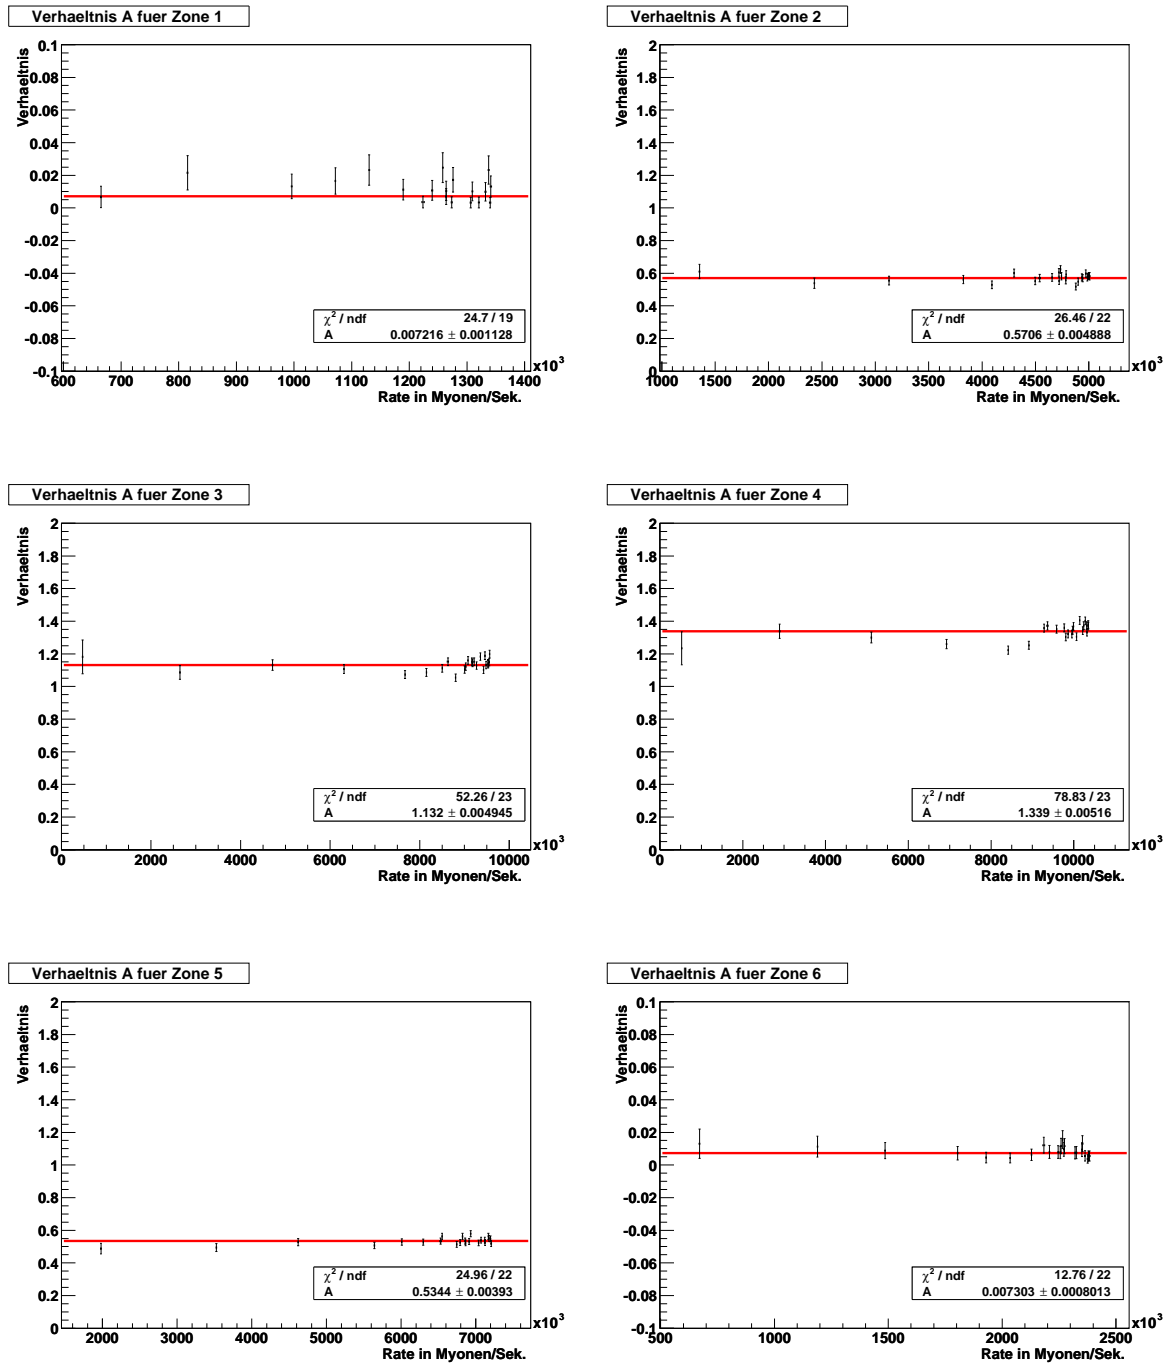 Verhaeltnis A fuer Zone 1
Verhaeltnis
0.1
0.08
0.06
0.04
0.02
0
-0.02
-0.04
-0.06
-0.08
-0.1
χ² / ndf 24.7 / 19
A 0.007216 ± 0.001128
600 700 800 900 1000 1100 1200 1300 1400
x10³
Rate in Myonen/Sek.
Verhaeltnis A fuer Zone 2
Verhaeltnis
2
1.8
1.6
1.4
1.2
1
0.8
0.6
0.4
0.2
0
χ² / ndf 26.46 / 22
A 0.5706 ± 0.004888
1000 1500 2000 2500 3000 3500 4000 4500 5000
x10³
Rate in Myonen/Sek.
Verhaeltnis A fuer Zone 3
Verhaeltnis
2
1.8
1.6
1.4
1.2
1
0.8
0.6
0.4
0.2
0
χ² / ndf 52.26 / 23
A 1.132 ± 0.004945
0 2000 4000 6000 8000 10000
x10³
Rate in Myonen/Sek.
Verhaeltnis A fuer Zone 4
Verhaeltnis
2
1.8
1.6
1.4
1.2
1
0.8
0.6
0.4
0.2
0
χ² / ndf 78.83 / 23
A 1.339 ± 0.00516
0 2000 4000 6000 8000 10000
x10³
Rate in Myonen/Sek.
Verhaeltnis A fuer Zone 5
Verhaeltnis
2
1.8
1.6
1.4
1.2
1
0.8
0.6
0.4
0.2
0
χ² / ndf 24.96 / 22
A 0.5344 ± 0.00393
2000 3000 4000 5000 6000 7000
x10³
Rate in Myonen/Sek.
Verhaeltnis A fuer Zone 6
Verhaeltnis
0.1
0.08
0.06
0.04
0.02
0
-0.02
-0.04
-0.06
-0.08
-0.1
χ² / ndf 12.76 / 22
A 0.007303 ± 0.0008013
500 1000 1500 2000 2500
x10³
Rate in Myonen/Sek.